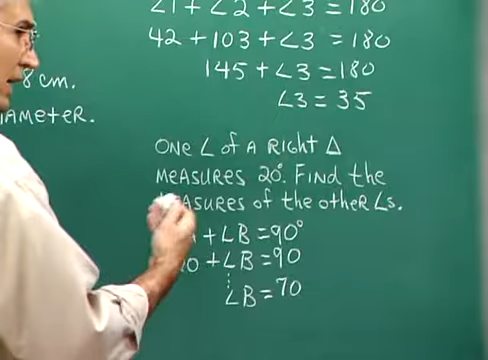 ∠1 + ∠2 + ∠3 = 180
42 + 103 + ∠3 = 180
145 + ∠3 = 180
∠3 = 35
8 cm.
DIAMETER.
ONE ∠ of A RIGHT △
MEASURES 20°. FIND the
MEASURES of the other ∠s.
+ ∠B = 90°
20 + ∠B = 90
∠B = 70